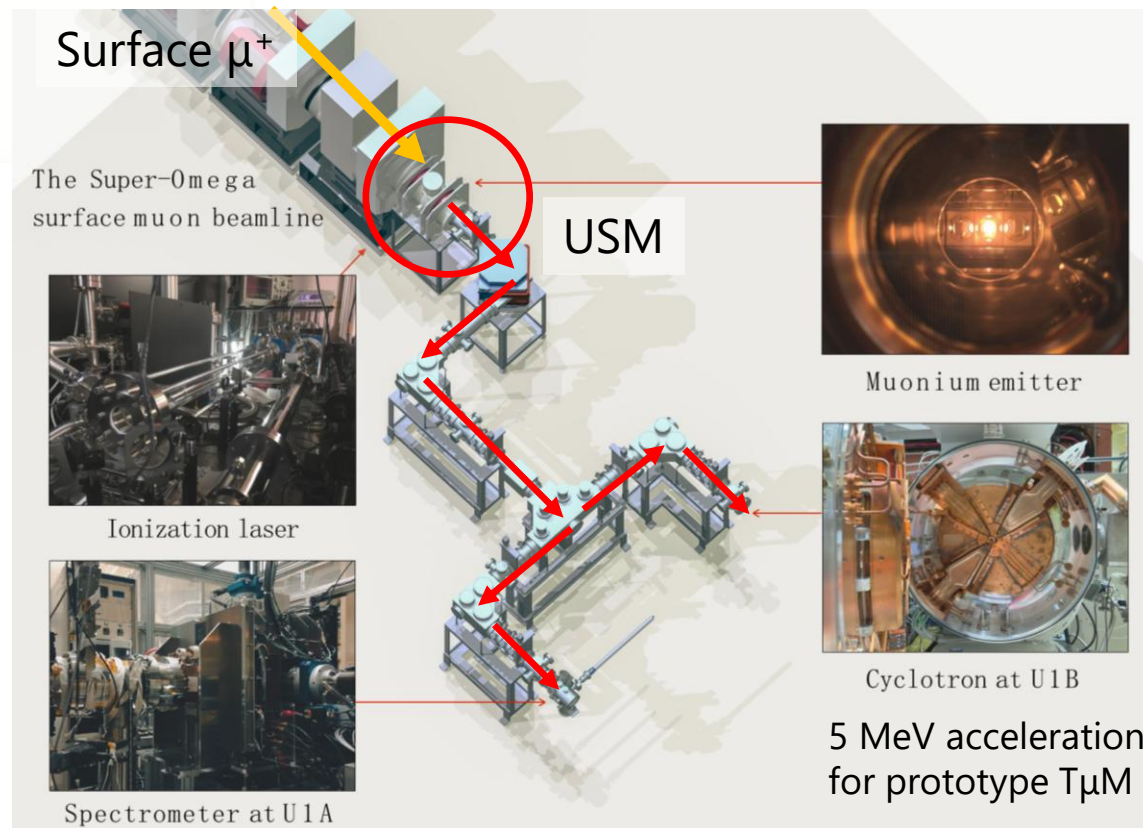 Surface μ⁺
The Super-Omega
surface muon beamline
USM
Muonium emitter
Ionization laser
Cyclotron at U1B
5 MeV acceleration
for prototype TμM
Spectrometer at U1A